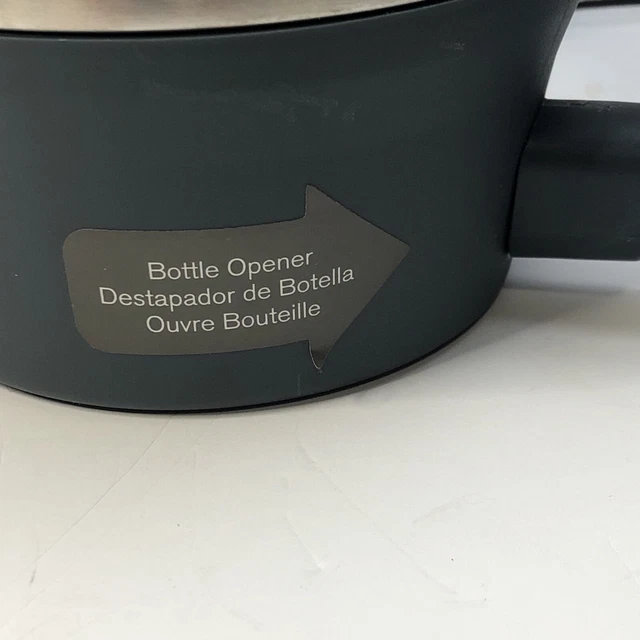 Bottle Opener
Destapador de Botella
Ouvre Bouteille